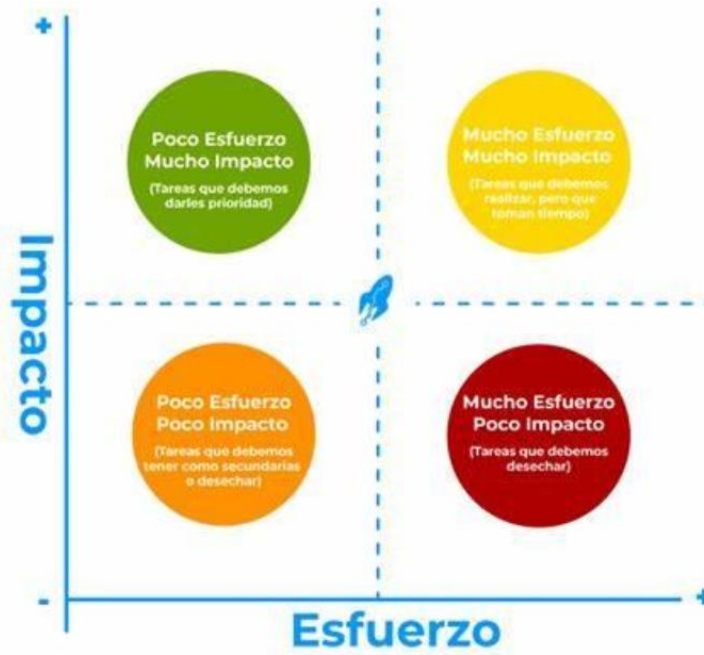 +
Poco Esfuerzo
Mucho Impacto
(Tareas que debemos
darles prioridad)
Mucho Esfuerzo
Mucho Impacto
(Tareas que debemos
realizar, pero que
toman tiempo)
Impacto
Poco Esfuerzo
Poco Impacto
(Tareas que debemos
tener como secundarias
o desechar)
Mucho Esfuerzo
Poco Impacto
(Tareas que debemos
desechar)
-
+
Esfuerzo